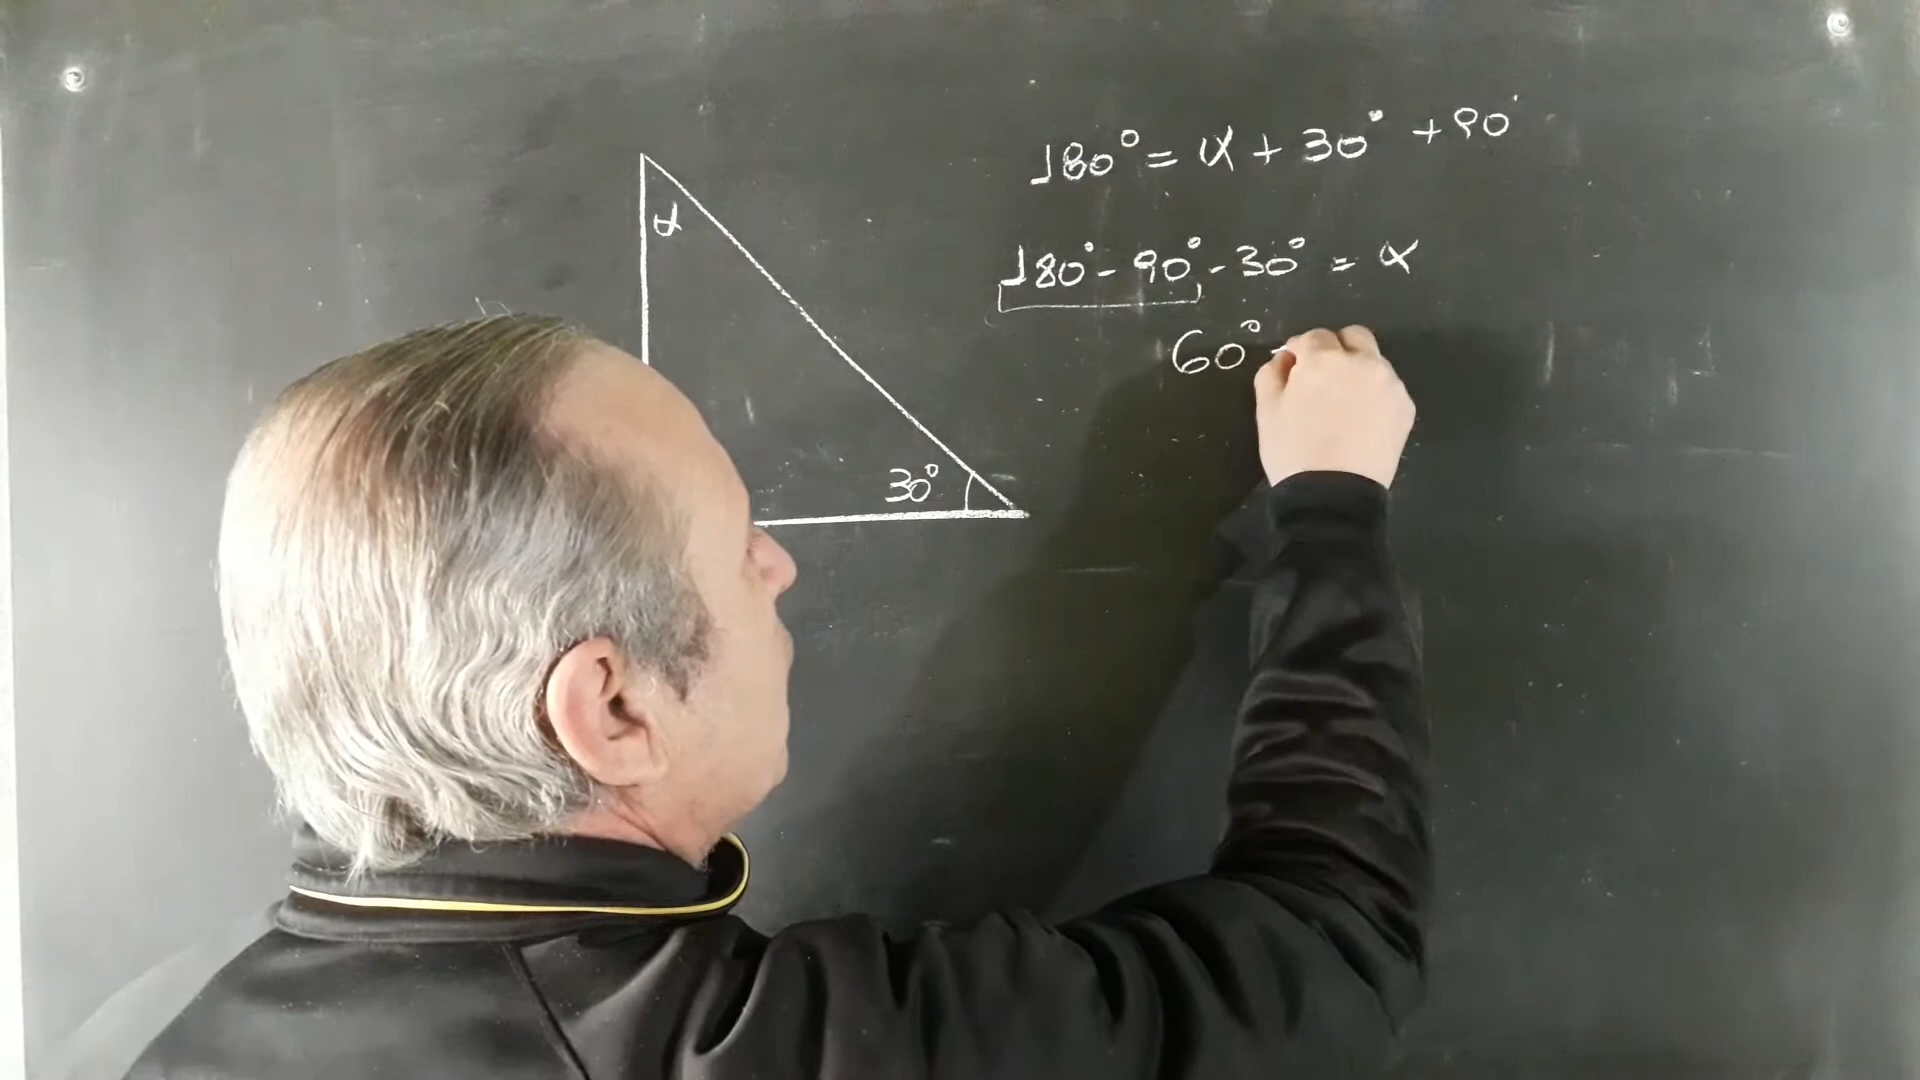 180° = α + 30° + 90°
α
180° - 90° - 30° = α
60° -
30°